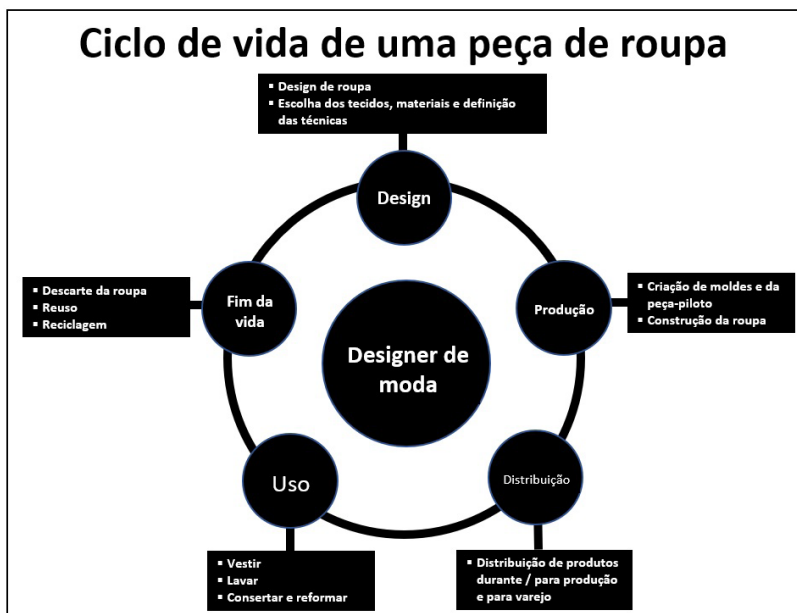 Ciclo de vida de uma peça de roupa
▪ Design de roupa
▪ Escolha dos tecidos, materiais e definição
das técnicas
Design
▪ Descarte da roupa
▪ Reuso
▪ Reciclagem
Fim da
vida
Produção
▪ Criação de moldes e da
peça-piloto
▪ Construção da roupa
Designer de
moda
Uso
Distribuição
▪ Vestir
▪ Lavar
▪ Consertar e reformar
▪ Distribuição de produtos
durante / para produção
e para varejo